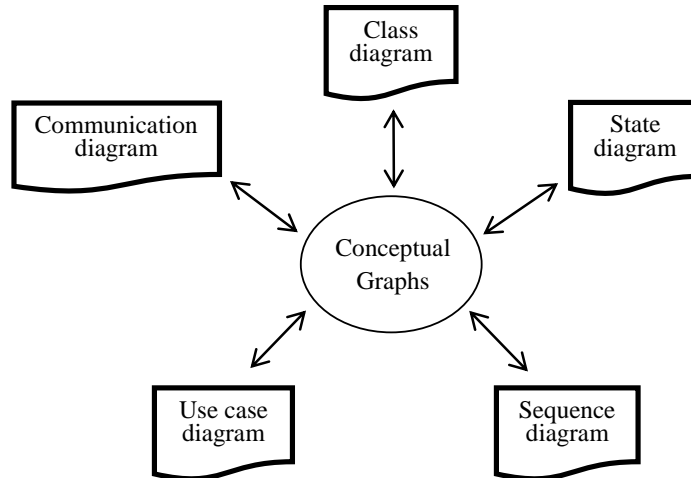 Class
diagram
Communication
diagram
State
diagram
Conceptual
Graphs
Use case
diagram
Sequence
diagram